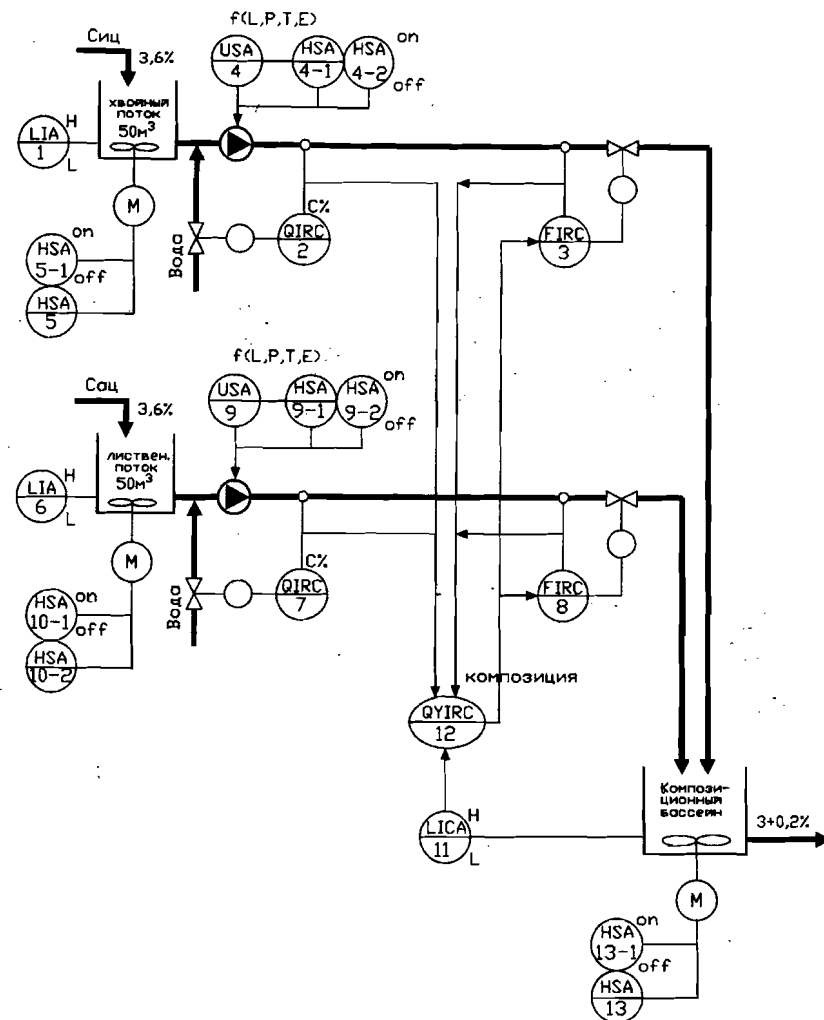 f(L,P,T,E)
Сиц
3,6%
USA
4
HSA
4-1
HSA
4-2
on
off
хвойный
поток
50м³
LIA
1
H
L
M
HSA
5-1
on
off
HSA
5
Вода
C%
QIRC
2
FIRC
3
f(L,P,T,E)
Сац
3,6%
USA
9
HSA
9-1
HSA
9-2
on
off
листвен.
поток
50м³
LIA
6
H
L
M
HSA
10-1
on
off
HSA
10-2
Вода
C%
QIRC
7
FIRC
8
композиция
QYIRC
12
LICA
11
H
L
Компози-
ционный
бассейн
3+0,2%
M
HSA
13-1
on
off
HSA
13